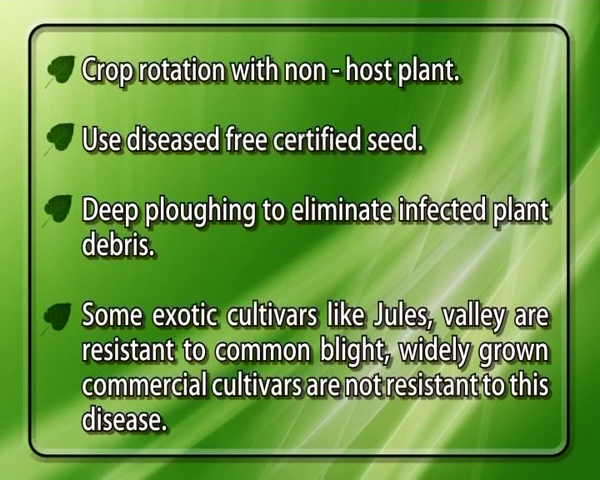 Crop rotation with non - host plant.
Use diseased free certified seed.
Deep ploughing to eliminate infected plant
debris.
Some exotic cultivars like Jules, valley are
resistant to common blight, widely grown
commercial cultivars are not resistant to this
disease.